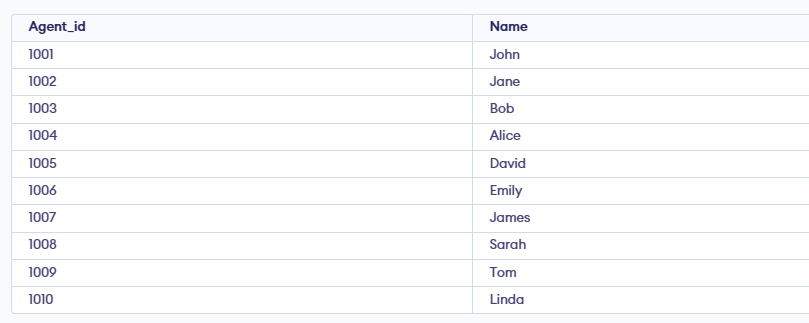 Agent_id Name
1001 John
1002 Jane
1003 Bob
1004 Alice
1005 David
1006 Emily
1007 James
1008 Sarah
1009 Tom
1010 Linda